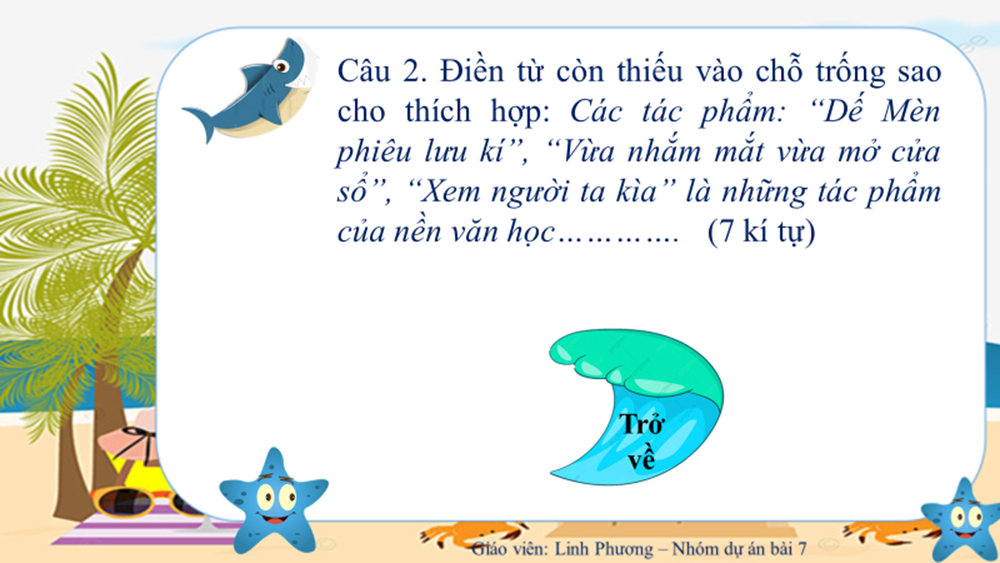 Câu 2. Điền từ còn thiếu vào chỗ trống sao
cho thích hợp: Các tác phẩm: “Dế Mèn
phiêu lưu kí”, “Vừa nhắm mắt vừa mở cửa
sổ”, “Xem người ta kìa” là những tác phẩm
của nền văn học…………. (7 kí tự)
Trở
về
Giáo viên: Linh Phương – Nhóm dự án bài 7